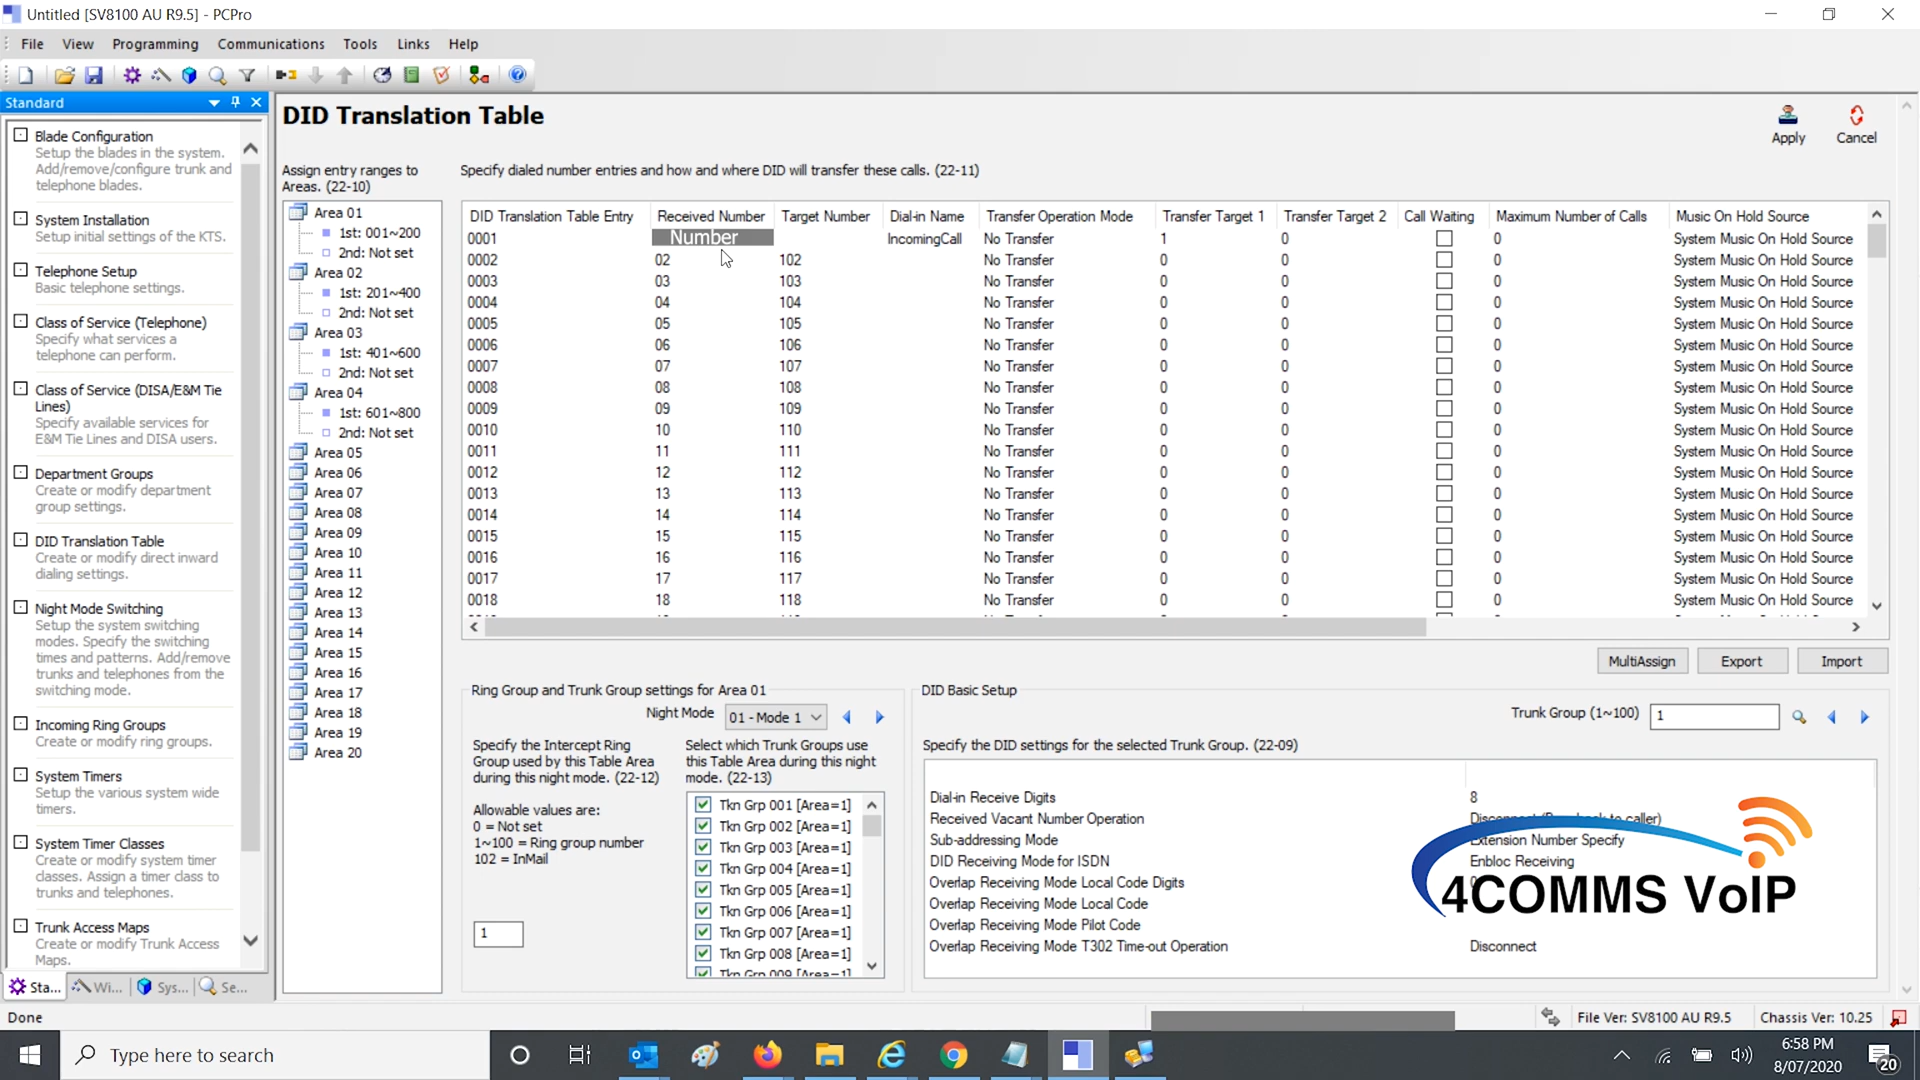 Untitled [SV8100 AU R9.5] - PCPro
File View Programming Communications Tools Links Help
Standard
Blade Configuration
Setup the blades in the system.
Add/remove/configure trunk and
telephone blades.
System Installation
Setup initial settings of the KTS.
Telephone Setup
Basic telephone settings.
Class of Service (Telephone)
Specify what services a
telephone can perform.
Class of Service (DISA/E&M Tie
Lines)
Specify available services for
E&M Tie Lines and DISA users.
Department Groups
Create or modify department
group settings.
DID Translation Table
Create or modify direct inward
dialing settings.
Night Mode Switching
Setup the system switching
modes. Specify the switching
times and patterns. Add/remove
trunks and telephones from the
switching mode.
Incoming Ring Groups
Create or modify ring groups.
System Timers
Setup the various system wide
timers.
System Timer Classes
Create or modify system timer
classes. Assign a timer class to
trunks and telephones.
Trunk Access Maps
Create or modify Trunk Access
Maps.
Sta... Wi... Sys... Se...
DID Translation Table
Apply Cancel
Assign entry ranges to
Areas. (22-10)
Area 01
1st: 001~200
2nd: Not set
Area 02
1st: 201~400
2nd: Not set
Area 03
1st: 401~600
2nd: Not set
Area 04
1st: 601~800
2nd: Not set
Area 05
Area 06
Area 07
Area 08
Area 09
Area 10
Area 11
Area 12
Area 13
Area 14
Area 15
Area 16
Area 17
Area 18
Area 19
Area 20
Specify dialed number entries and how and where DID will transfer these calls. (22-11)
DID Translation Table Entry Received Number Target Number Dial-in Name Transfer Operation Mode Transfer Target 1 Transfer Target 2 Call Waiting Maximum Number of Calls Music On Hold Source
0001 Number IncomingCall No Transfer 1 0 0 System Music On Hold Source
0002 02 102 No Transfer 0 0 0 System Music On Hold Source
0003 03 103 No Transfer 0 0 0 System Music On Hold Source
0004 04 104 No Transfer 0 0 0 System Music On Hold Source
0005 05 105 No Transfer 0 0 0 System Music On Hold Source
0006 06 106 No Transfer 0 0 0 System Music On Hold Source
0007 07 107 No Transfer 0 0 0 System Music On Hold Source
0008 08 108 No Transfer 0 0 0 System Music On Hold Source
0009 09 109 No Transfer 0 0 0 System Music On Hold Source
0010 10 110 No Transfer 0 0 0 System Music On Hold Source
0011 11 111 No Transfer 0 0 0 System Music On Hold Source
0012 12 112 No Transfer 0 0 0 System Music On Hold Source
0013 13 113 No Transfer 0 0 0 System Music On Hold Source
0014 14 114 No Transfer 0 0 0 System Music On Hold Source
0015 15 115 No Transfer 0 0 0 System Music On Hold Source
0016 16 116 No Transfer 0 0 0 System Music On Hold Source
0017 17 117 No Transfer 0 0 0 System Music On Hold Source
0018 18 118 No Transfer 0 0 0 System Music On Hold Source
MultiAssign Export Import
Ring Group and Trunk Group settings for Area 01
Night Mode 01 - Mode 1
Specify the Intercept Ring
Group used by this Table Area
during this night mode. (22-12)
Allowable values are:
0 = Not set
1~100 = Ring group number
102 = InMail
1
Select which Trunk Groups use
this Table Area during this night
mode. (22-13)
Tkn Grp 001 [Area=1]
Tkn Grp 002 [Area=1]
Tkn Grp 003 [Area=1]
Tkn Grp 004 [Area=1]
Tkn Grp 005 [Area=1]
Tkn Grp 006 [Area=1]
Tkn Grp 007 [Area=1]
Tkn Grp 008 [Area=1]
Tkn Grp 009 [Area=1]
DID Basic Setup
Trunk Group (1~100) 1
Specify the DID settings for the selected Trunk Group. (22-09)
Dial-in Receive Digits 8
Received Vacant Number Operation Disconnect to caller)
Sub-addressing Mode Extension Number Specify
DID Receiving Mode for ISDN Enbloc Receiving
Overlap Receiving Mode Local Code Digits 0
Overlap Receiving Mode Local Code
Overlap Receiving Mode Pilot Code
Overlap Receiving Mode T302 Time-out Operation Disconnect
4COMMS VoIP
Done
File Ver: SV8100 AU R9.5 Chassis Ver: 10.25
Type here to search
6:58 PM
8/07/2020
20